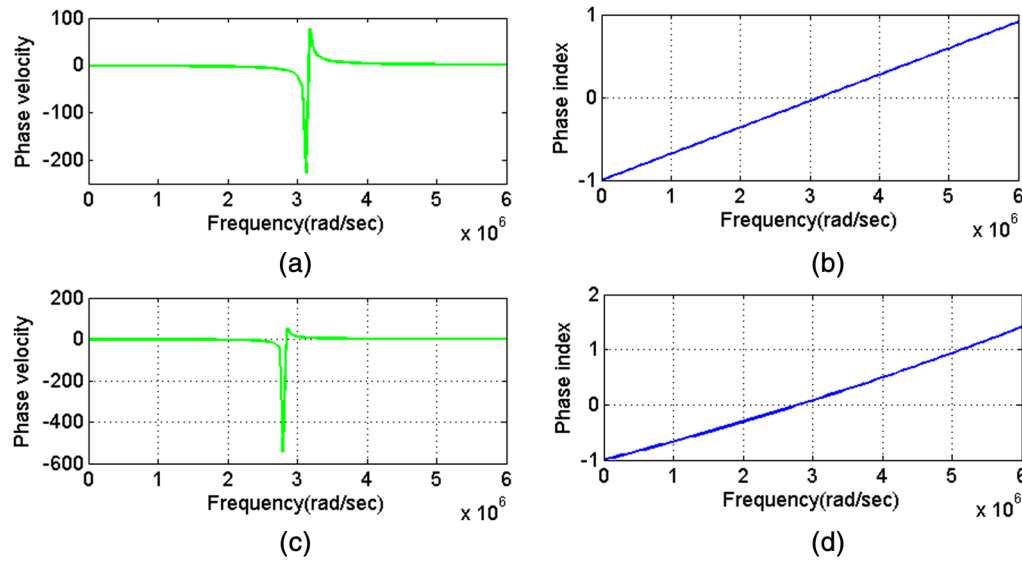 100
0
-100
-200
Phase velocity
0 1 2 3 4 5 6
Frequency(rad/sec)
x 10^6
(a)
1
0
-1
Phase index
0 1 2 3 4 5 6
Frequency(rad/sec)
x 10^6
(b)
200
0
-200
-400
-600
Phase velocity
0 1 2 3 4 5 6
Frequency(rad/sec)
x 10^6
(c)
2
1
0
-1
Phase index
0 1 2 3 4 5 6
Frequency(rad/sec)
x 10^6
(d)